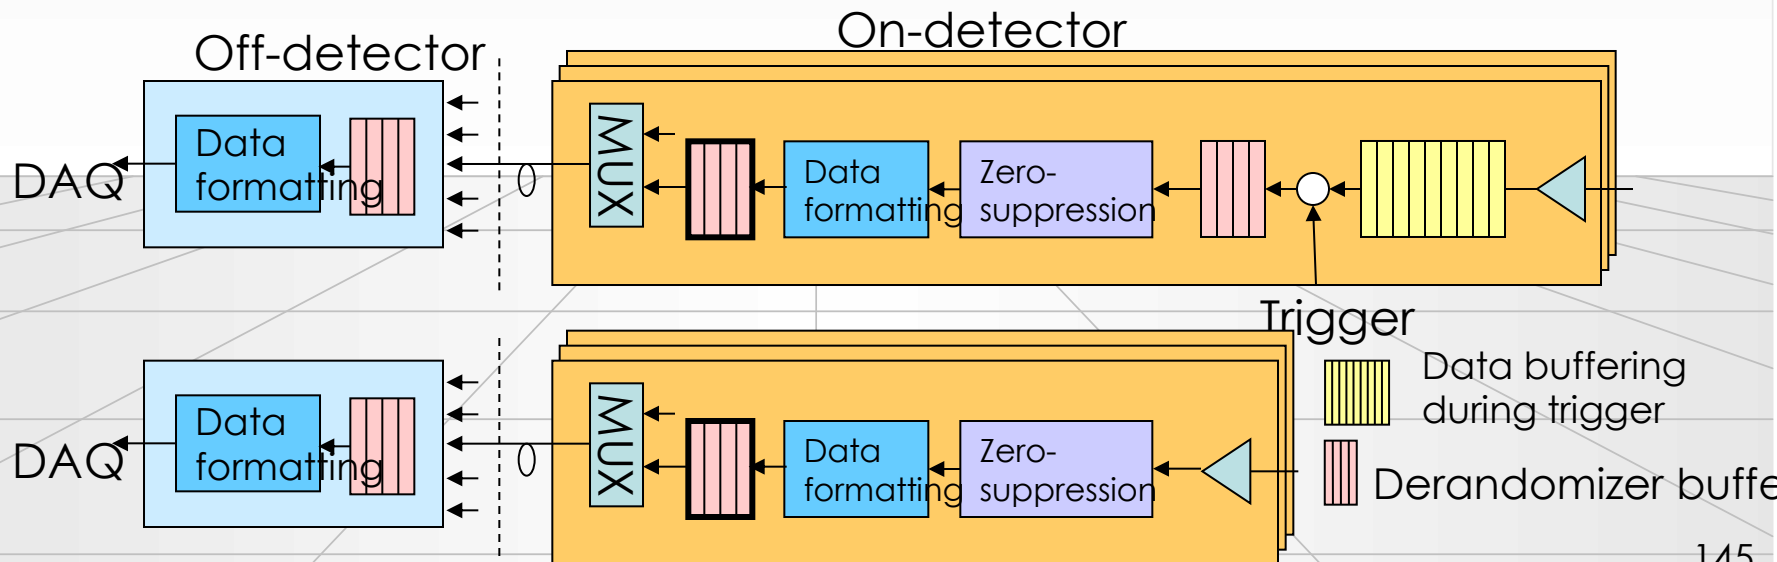 On-detector
Off-detector
DAQ
Data
formatting
MUX
Data
formatting
Zero-
suppression
Trigger
DAQ
Data
formatting
MUX
Data
formatting
Zero-
suppression
Data buffering
during trigger
Derandomizer buffe
145